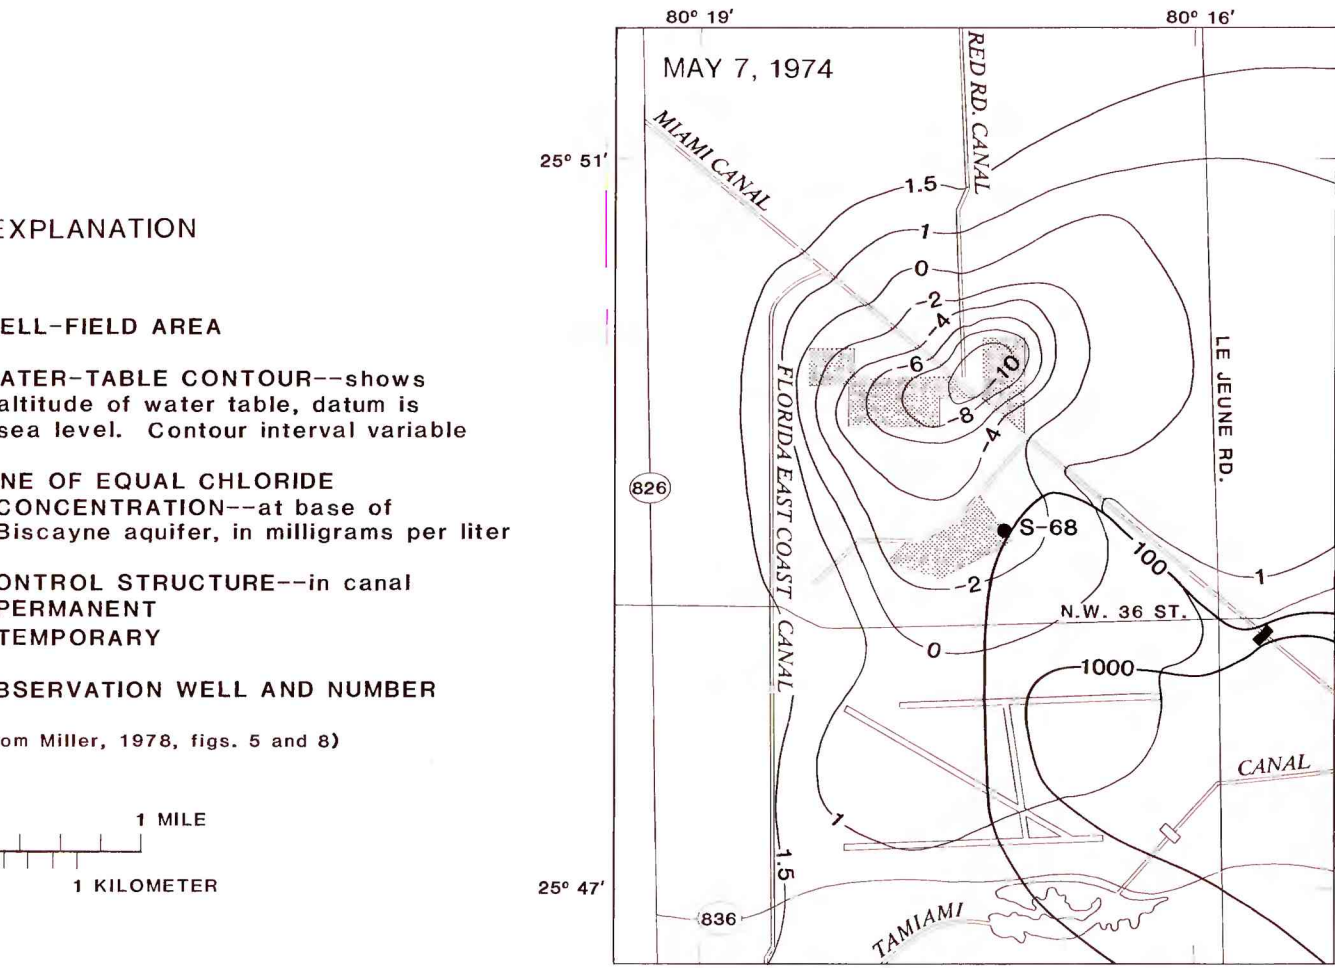 80° 19'
80° 16'
MAY 7, 1974
RED RD. CANAL
MIAMI CANAL
25° 51'
1.5
1
0
-2
-4
-6
-10
-8
-4
EXPLANATION
ELL-FIELD AREA
ATER-TABLE CONTOUR--shows
altitude of water table, datum is
sea level. Contour interval variable
NE OF EQUAL CHLORIDE
CONCENTRATION--at base of
Biscayne aquifer, in milligrams per liter
ONTROL STRUCTURE--in canal
PERMANENT
TEMPORARY
BSERVATION WELL AND NUMBER
om Miller, 1978, figs. 5 and 8)
1 MILE
1 KILOMETER
FLORIDA EAST COAST CANAL
LE JEUNE RD.
826
S-68
100
1
-2
N.W. 36 ST.
0
1000
CANAL
1
1.5
25° 47'
836
TAMIAMI